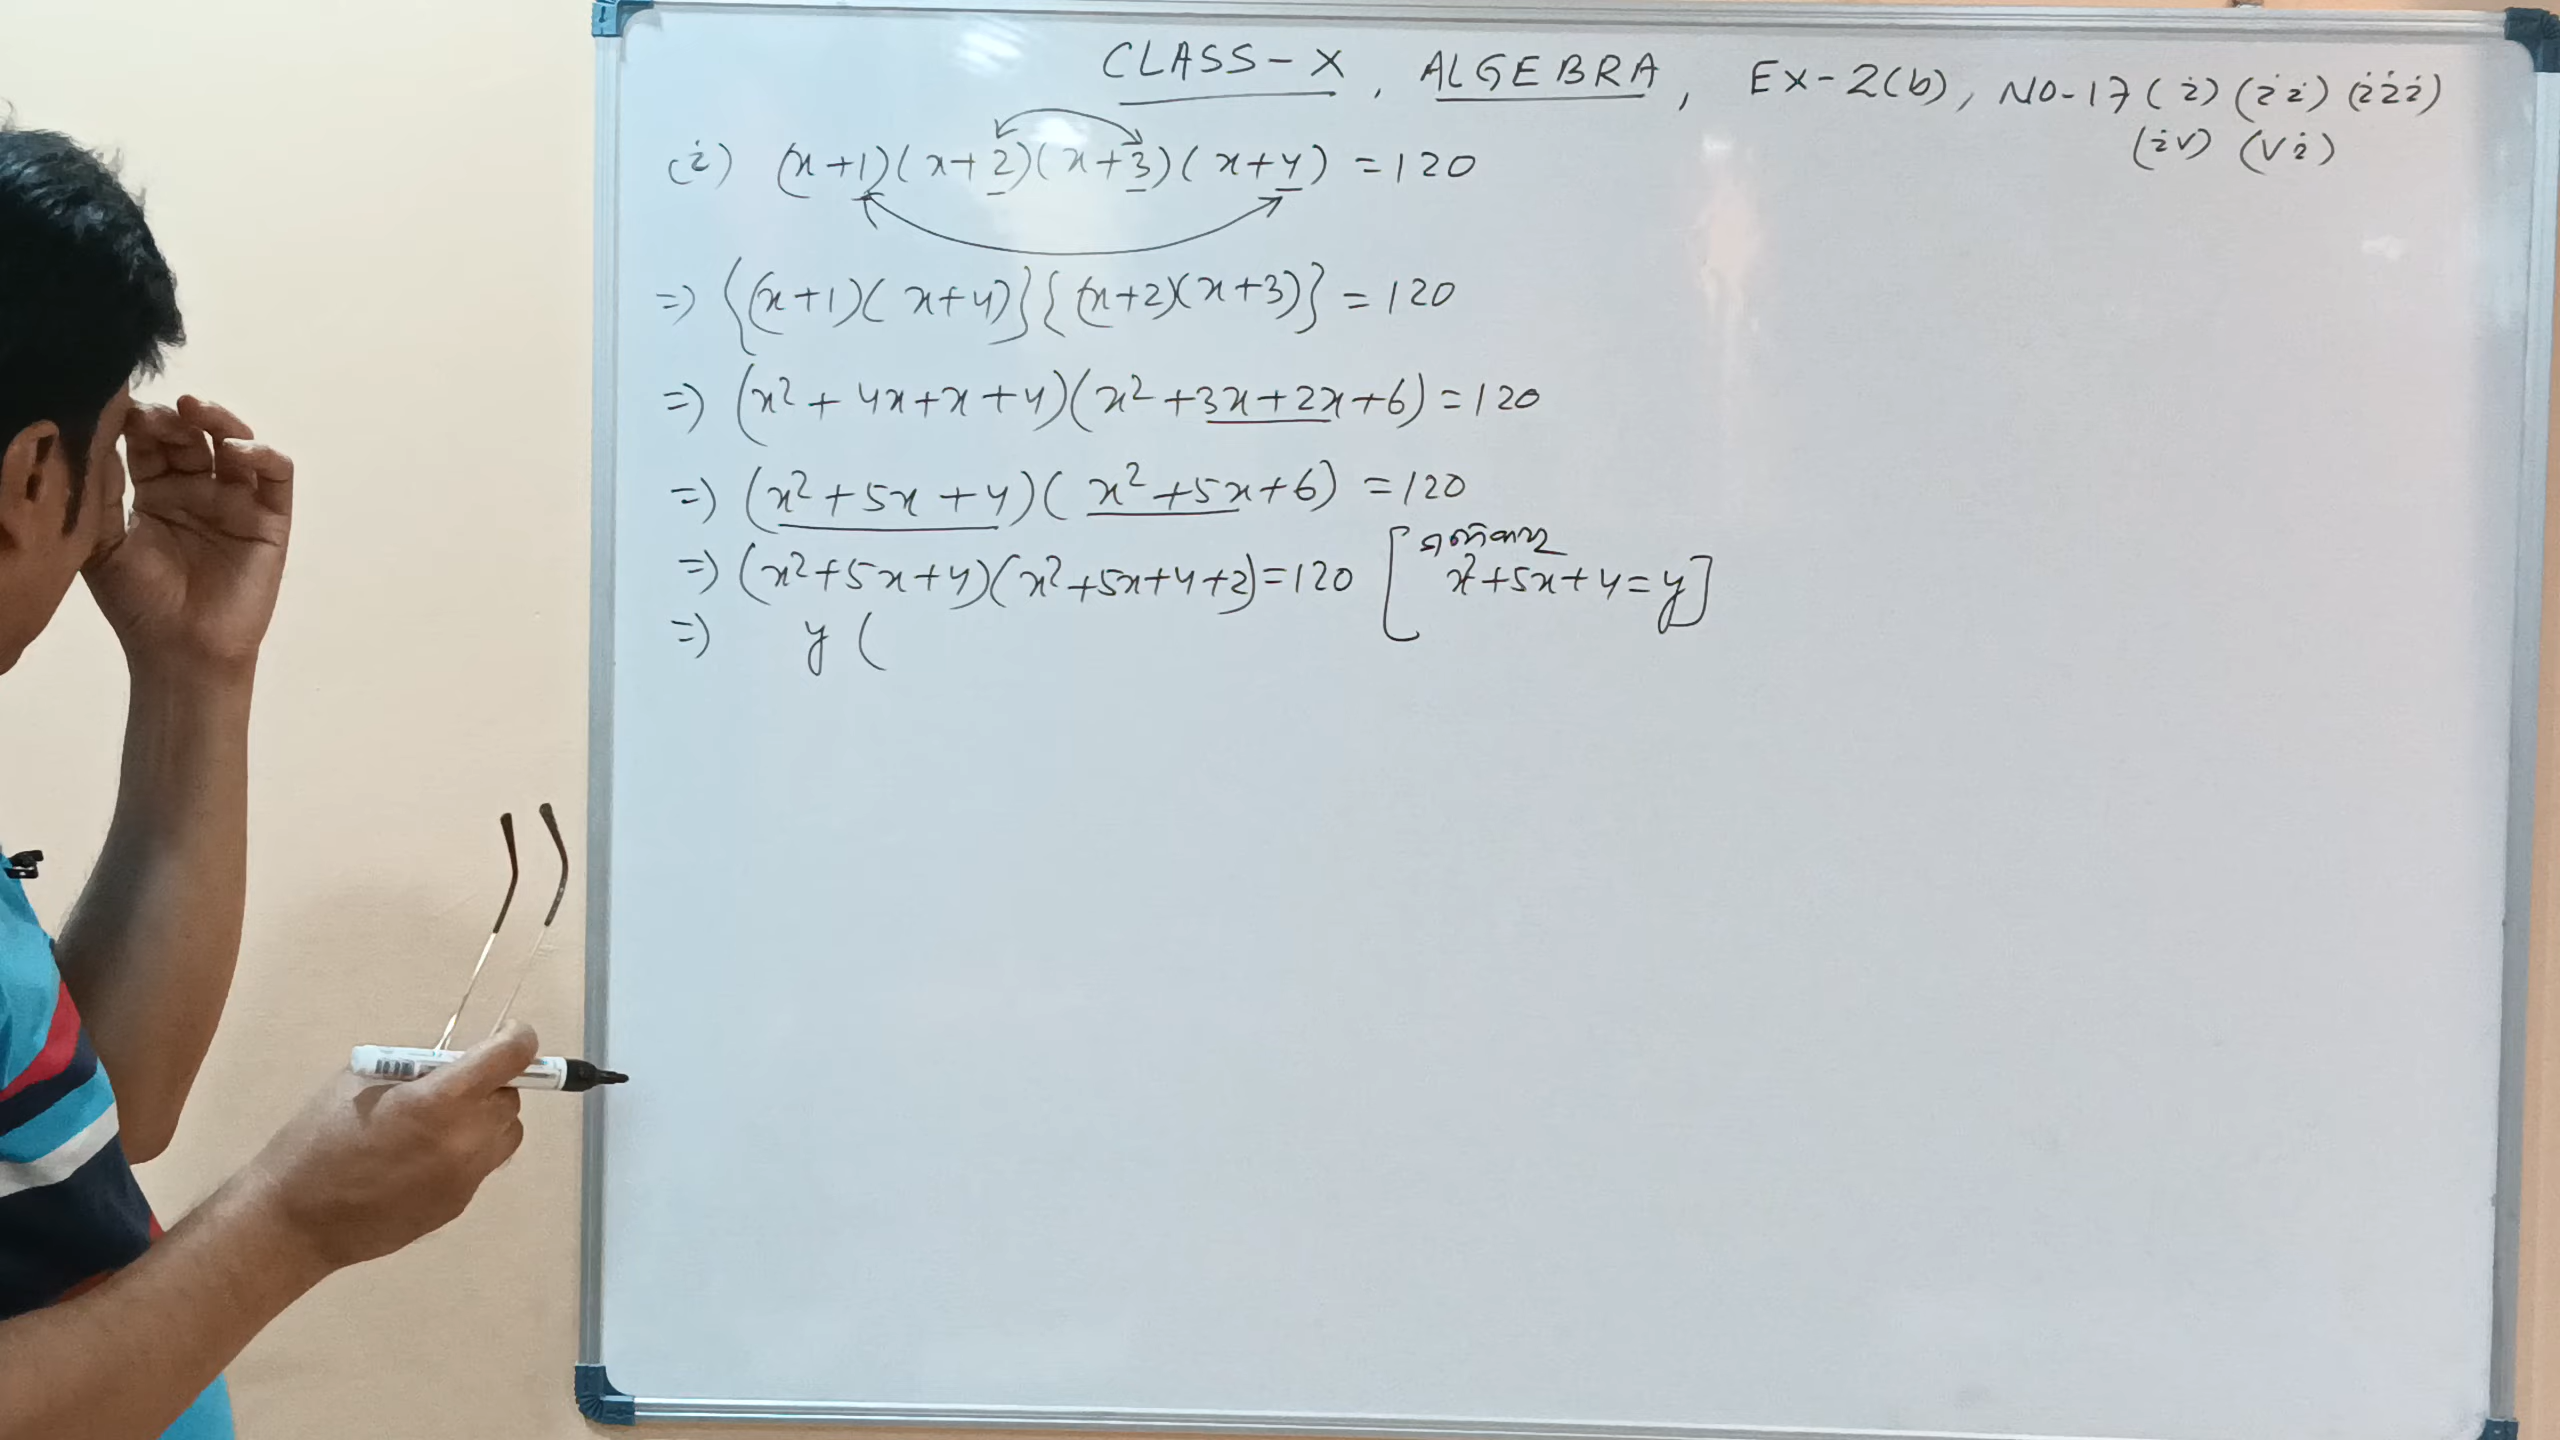 CLASS-X, ALGEBRA, EX-2(b), NO-17 (i) (ii) (iii)
(iv) (vi)
(i) (x+1)(x+2)(x+3)(x+4) = 120
=) {(x+1)(x+4)}{(x+2)(x+3)} = 120
=) (x²+4x+x+4)(x²+3x+2x+6) = 120
=) (x²+5x+4)(x²+5x+6) = 120
=) (x²+5x+4)(x²+5x+4+2)=120 [ x²+5x+4=y]
=) y (